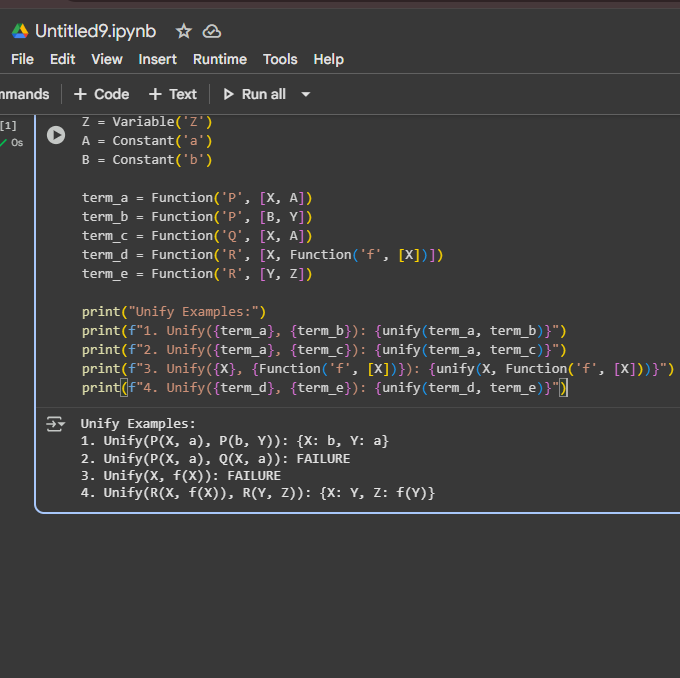 Untitled9.ipynb
File Edit View Insert Runtime Tools Help
mmands + Code + Text Run all
[1]
0s
Z = Variable('Z')
A = Constant('a')
B = Constant('b')
term_a = Function('P', [X, A])
term_b = Function('P', [B, Y])
term_c = Function('Q', [X, A])
term_d = Function('R', [X, Function('f', [X])])
term_e = Function('R', [Y, Z])
print("Unify Examples:")
print(f"1. Unify({term_a}, {term_b}): {unify(term_a, term_b)}")
print(f"2. Unify({term_a}, {term_c}): {unify(term_a, term_c)}")
print(f"3. Unify({X}, {Function('f', [X])}): {unify(X, Function('f', [X]))}")
print(f"4. Unify({term_d}, {term_e}): {unify(term_d, term_e)}")
Unify Examples:
1. Unify(P(X, a), P(b, Y)): {X: b, Y: a}
2. Unify(P(X, a), Q(X, a)): FAILURE
3. Unify(X, f(X)): FAILURE
4. Unify(R(X, f(X)), R(Y, Z)): {X: Y, Z: f(Y)}